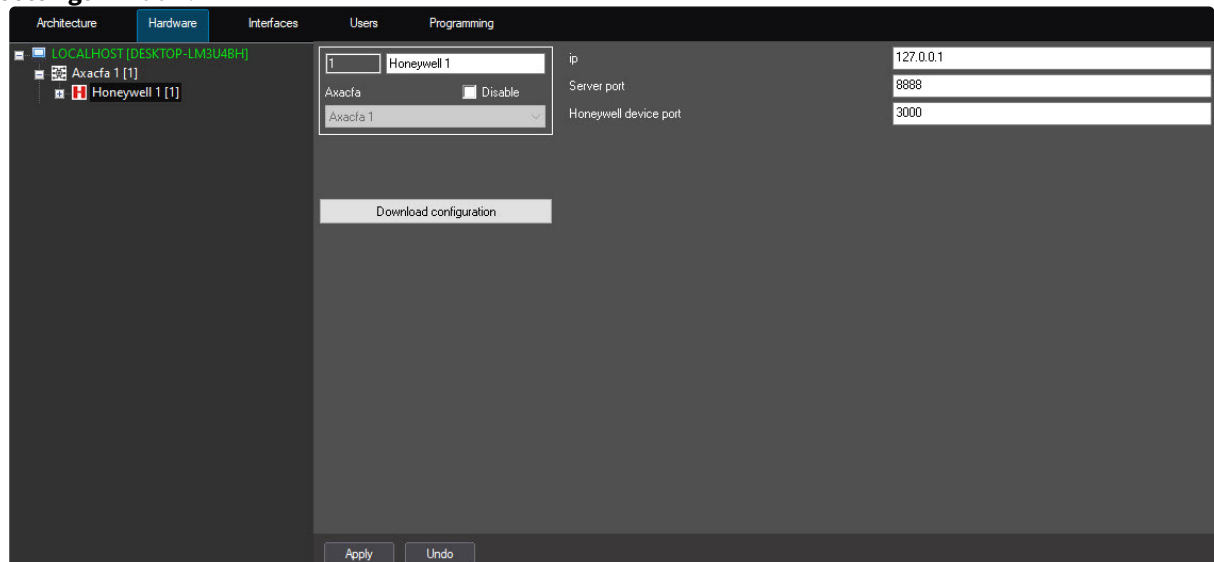 Architecture Hardware Interfaces Users Programming
LOCALHOST [DESKTOP-LM3U4BH]
Axacfa 1 [1]
Honeywell 1 [1]
1 Honeywell 1
Axacfa Disable
Axacfa 1
Download configuration
ip 127.0.0.1
Server port 8888
Honeywell device port 3000
Apply Undo